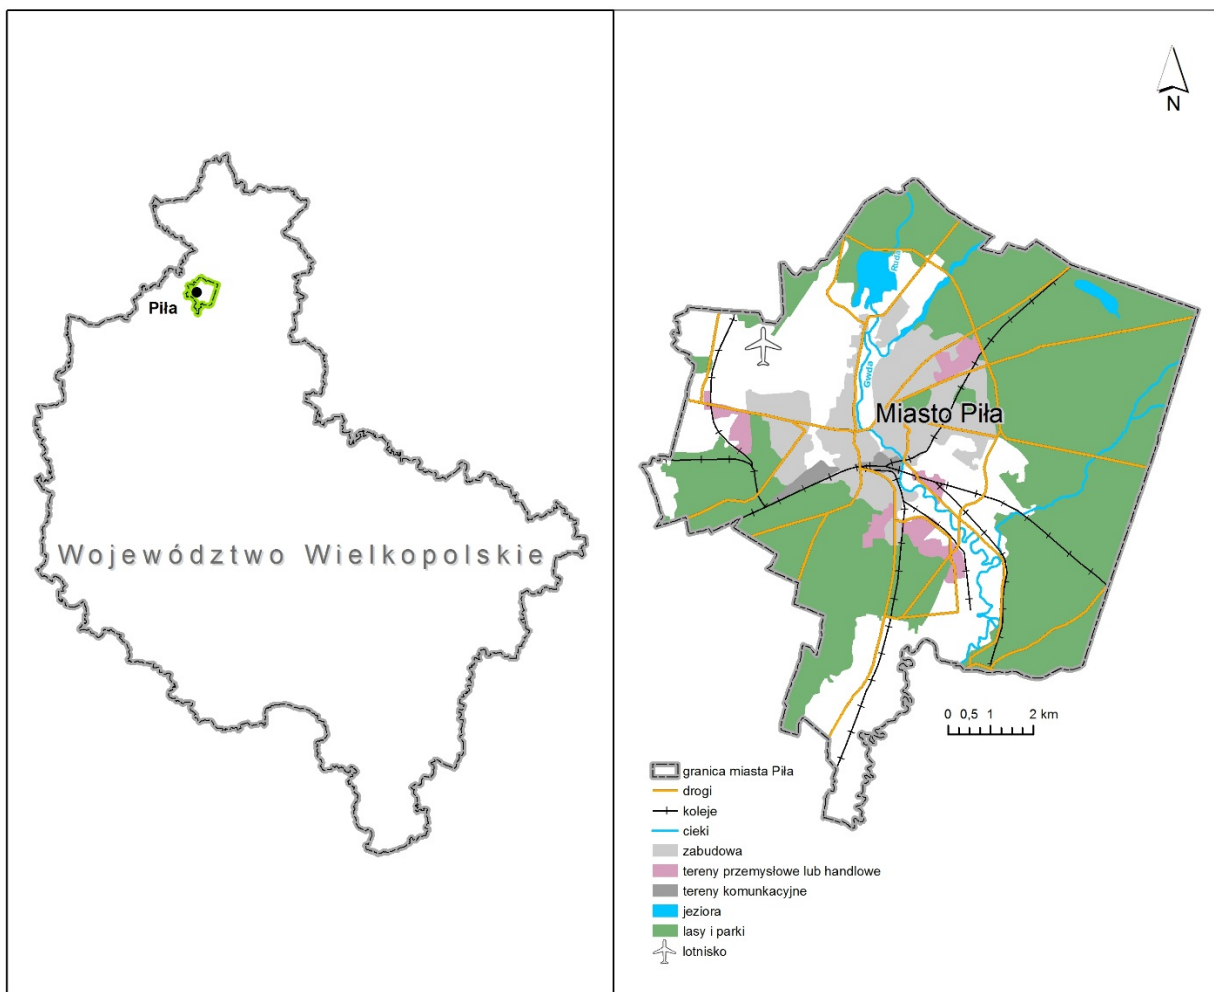 Piła
Województwo Wielkopolskie
N
Ruda
Gwda
Miasto Piła
0 0,5 1 2 km
granica miasta Piła
drogi
koleje
cieki
zabudowa
tereny przemysłowe lub handlowe
tereny komunkacyjne
jeziora
lasy i parki
lotnisko